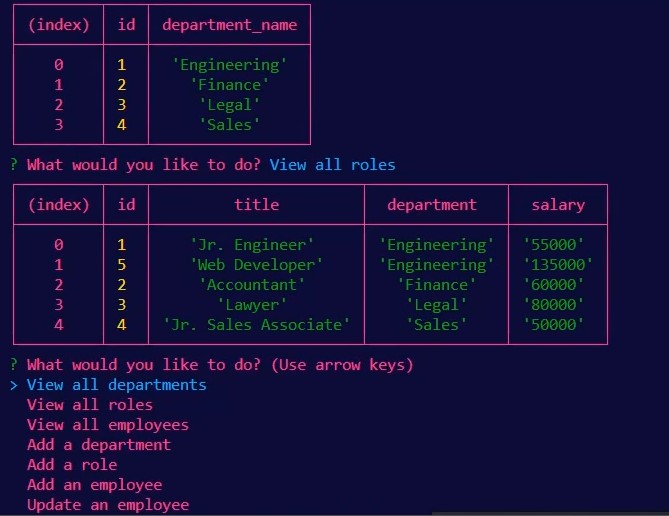 (index) id department_name
0 1 'Engineering'
1 2 'Finance'
2 3 'Legal'
3 4 'Sales'
? What would you like to do? View all roles
(index) id title department salary
0 1 'Jr. Engineer' 'Engineering' '55000'
1 5 'Web Developer' 'Engineering' '135000'
2 2 'Accountant' 'Finance' '60000'
3 3 'Lawyer' 'Legal' '80000'
4 4 'Jr. Sales Associate' 'Sales' '50000'
? What would you like to do? (Use arrow keys)
> View all departments
View all roles
View all employees
Add a department
Add a role
Add an employee
Update an employee